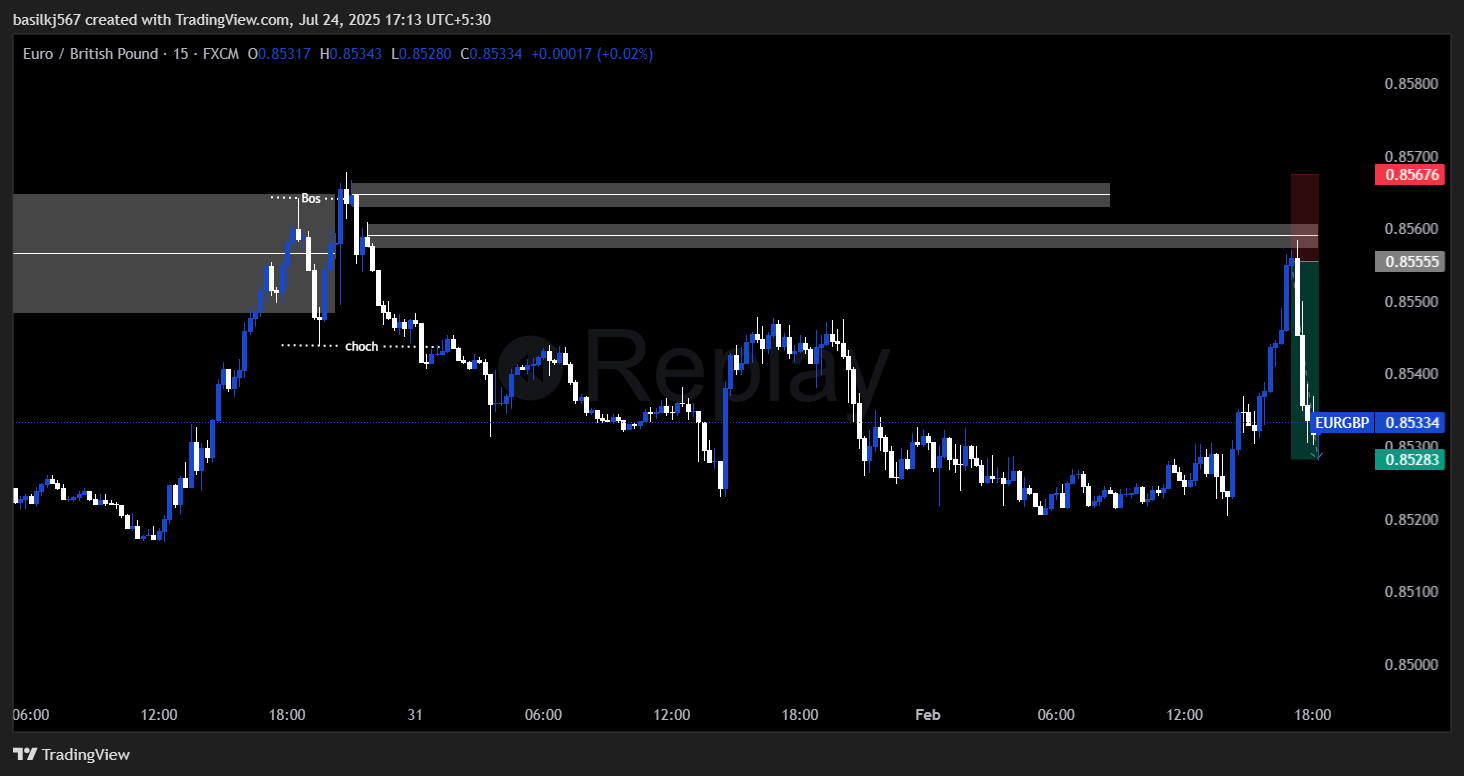 basilkj567 created with TradingView.com, Jul 24, 2025 17:13 UTC+5:30
Euro / British Pound · 15 · FXCM O0.85317 H0.85343 L0.85280 C0.85334 +0.00017 (+0.02%)
0.85800
0.85700
0.85676
Bos
0.85600
0.85555
0.85500
choch
Replay
0.85400
EURGBP 0.85334
0.85300
0.85283
0.85200
0.85100
0.85000
06:00 12:00 18:00 31 06:00 12:00 18:00 Feb 06:00 12:00 18:00
TradingView